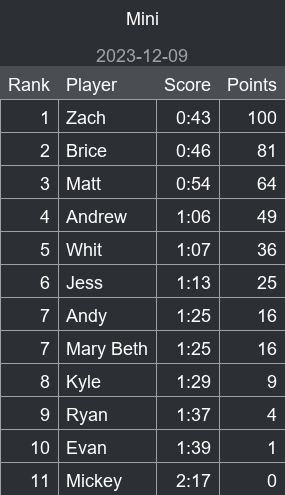 Mini
2023-12-09
Rank Player Score Points
1 Zach 0:43 100
2 Brice 0:46 81
3 Matt 0:54 64
4 Andrew 1:06 49
5 Whit 1:07 36
6 Jess 1:13 25
7 Andy 1:25 16
7 Mary Beth 1:25 16
8 Kyle 1:29 9
9 Ryan 1:37 4
10 Evan 1:39 1
11 Mickey 2:17 0